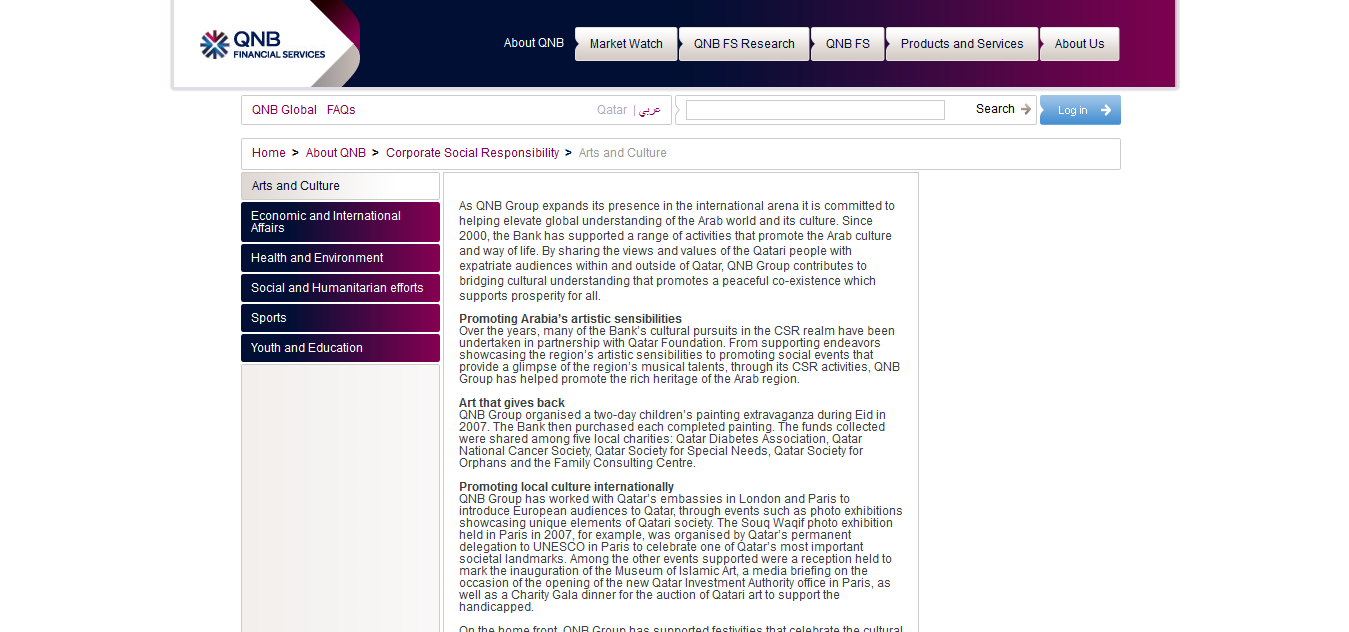 QNB
FINANCIAL SERVICES
About QNB
Market Watch
QNB FS Research
QNB FS
Products and Services
About Us
QNB Global FAQs
Qatar | عربي
Search
Log in
Home > About QNB > Corporate Social Responsibility > Arts and Culture
Arts and Culture
Economic and International
Affairs
Health and Environment
Social and Humanitarian efforts
Sports
Youth and Education
As QNB Group expands its presence in the international arena it is committed to
helping elevate global understanding of the Arab world and its culture. Since
2000, the Bank has supported a range of activities that promote the Arab culture
and way of life. By sharing the views and values of the Qatari people with
expatriate audiences within and outside of Qatar, QNB Group contributes to
bridging cultural understanding that promotes a peaceful co-existence which
supports prosperity for all.
Promoting Arabia's artistic sensibilities
Over the years, many of the Bank's cultural pursuits in the CSR realm have been
undertaken in partnership with Qatar Foundation. From supporting endeavors
showcasing the region's artistic sensibilities to promoting social events that
provide a glimpse of the region's musical talents, through its CSR activities, QNB
Group has helped promote the rich heritage of the Arab region.
Art that gives back
QNB Group organised a two-day children's painting extravaganza during Eid in
2007. The Bank then purchased each completed painting. The funds collected
were shared among five local charities: Qatar Diabetes Association, Qatar
National Cancer Society, Qatar Society for Special Needs, Qatar Society for
Orphans and the Family Consulting Centre.
Promoting local culture internationally
QNB Group has worked with Qatar's embassies in London and Paris to
introduce European audiences to Qatar, through events such as photo exhibitions
showcasing unique elements of Qatari society. The Souq Waqif photo exhibition
held in Paris in 2007, for example, was organised by Qatar's permanent
delegation to UNESCO in Paris to celebrate one of Qatar's most important
societal landmarks. Among the other events supported were a reception held to
mark the inauguration of the Museum of Islamic Art, a media briefing on the
occasion of the opening of the new Qatar Investment Authority office in Paris, as
well as a Charity Gala dinner for the auction of Qatari art to support the
handicapped.
On the home front, QNB Group has supported festivities that celebrate the cultural